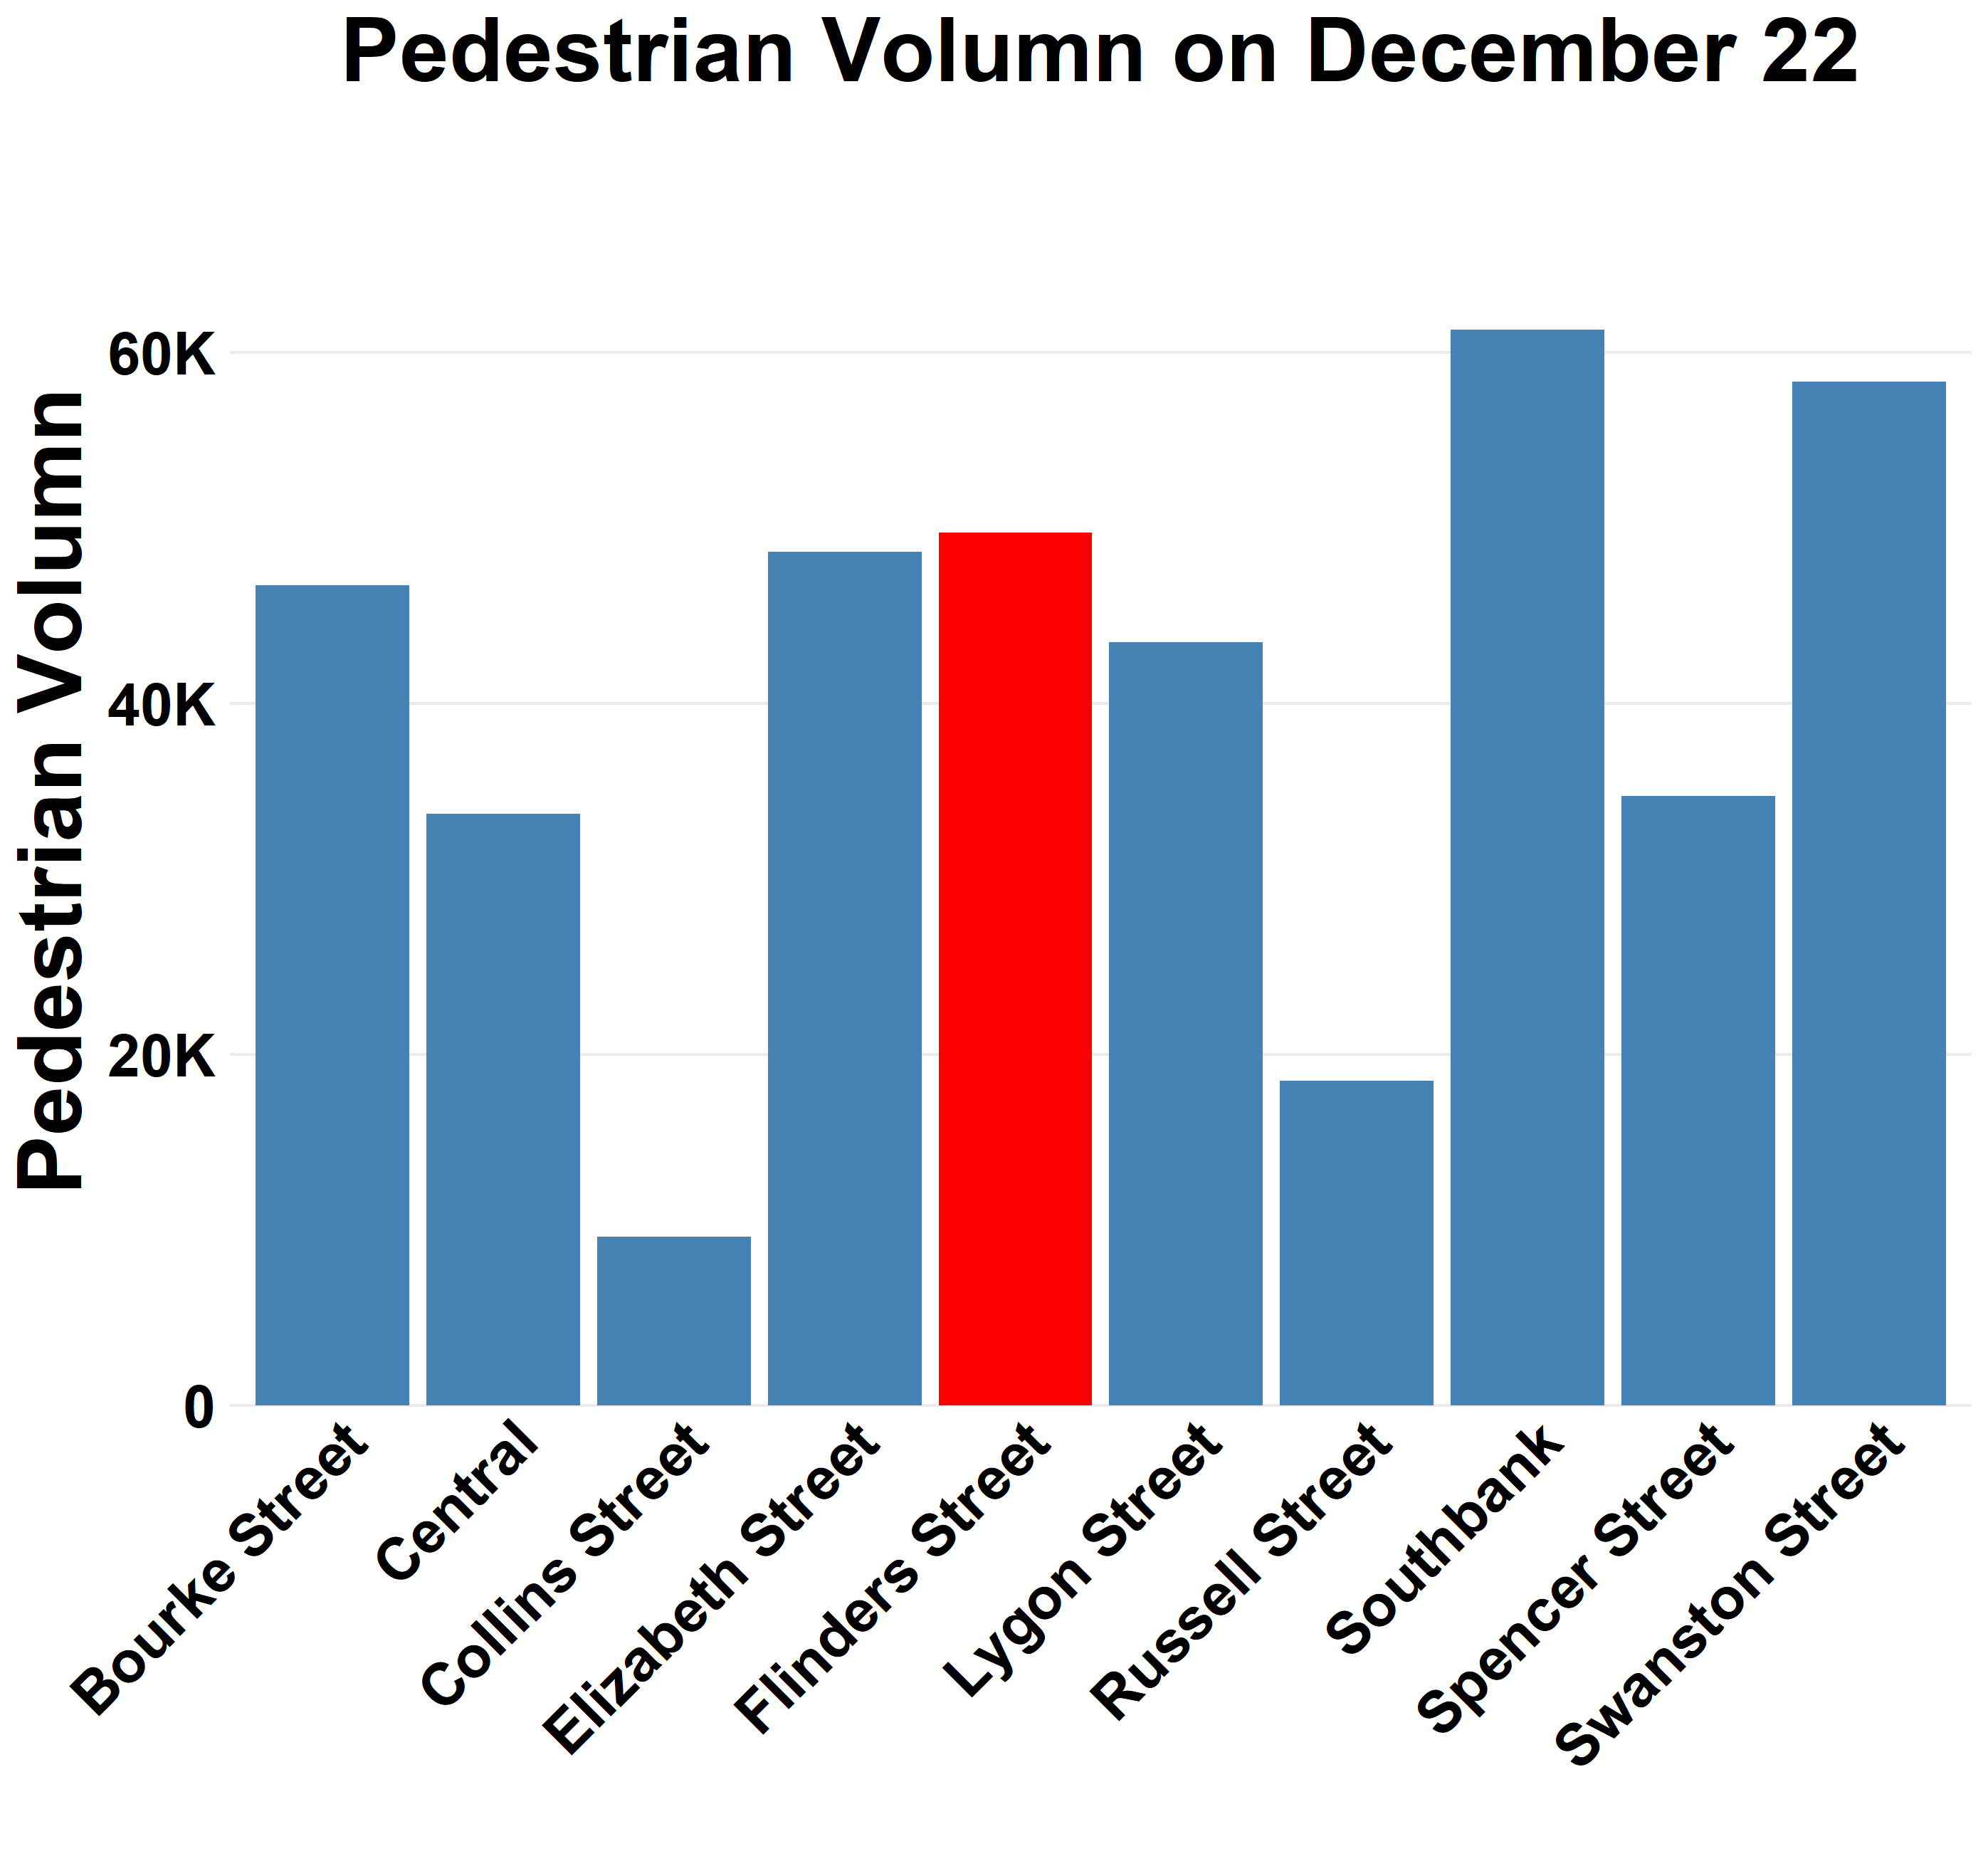 Pedestrian Volumn on December 22
Pedestrian Volumn
60K
40K
20K
0
Bourke Street
Central
Collins Street
Elizabeth Street
Flinders Street
Lygon Street
Russell Street
Southbank
Spencer Street
Swanston Street